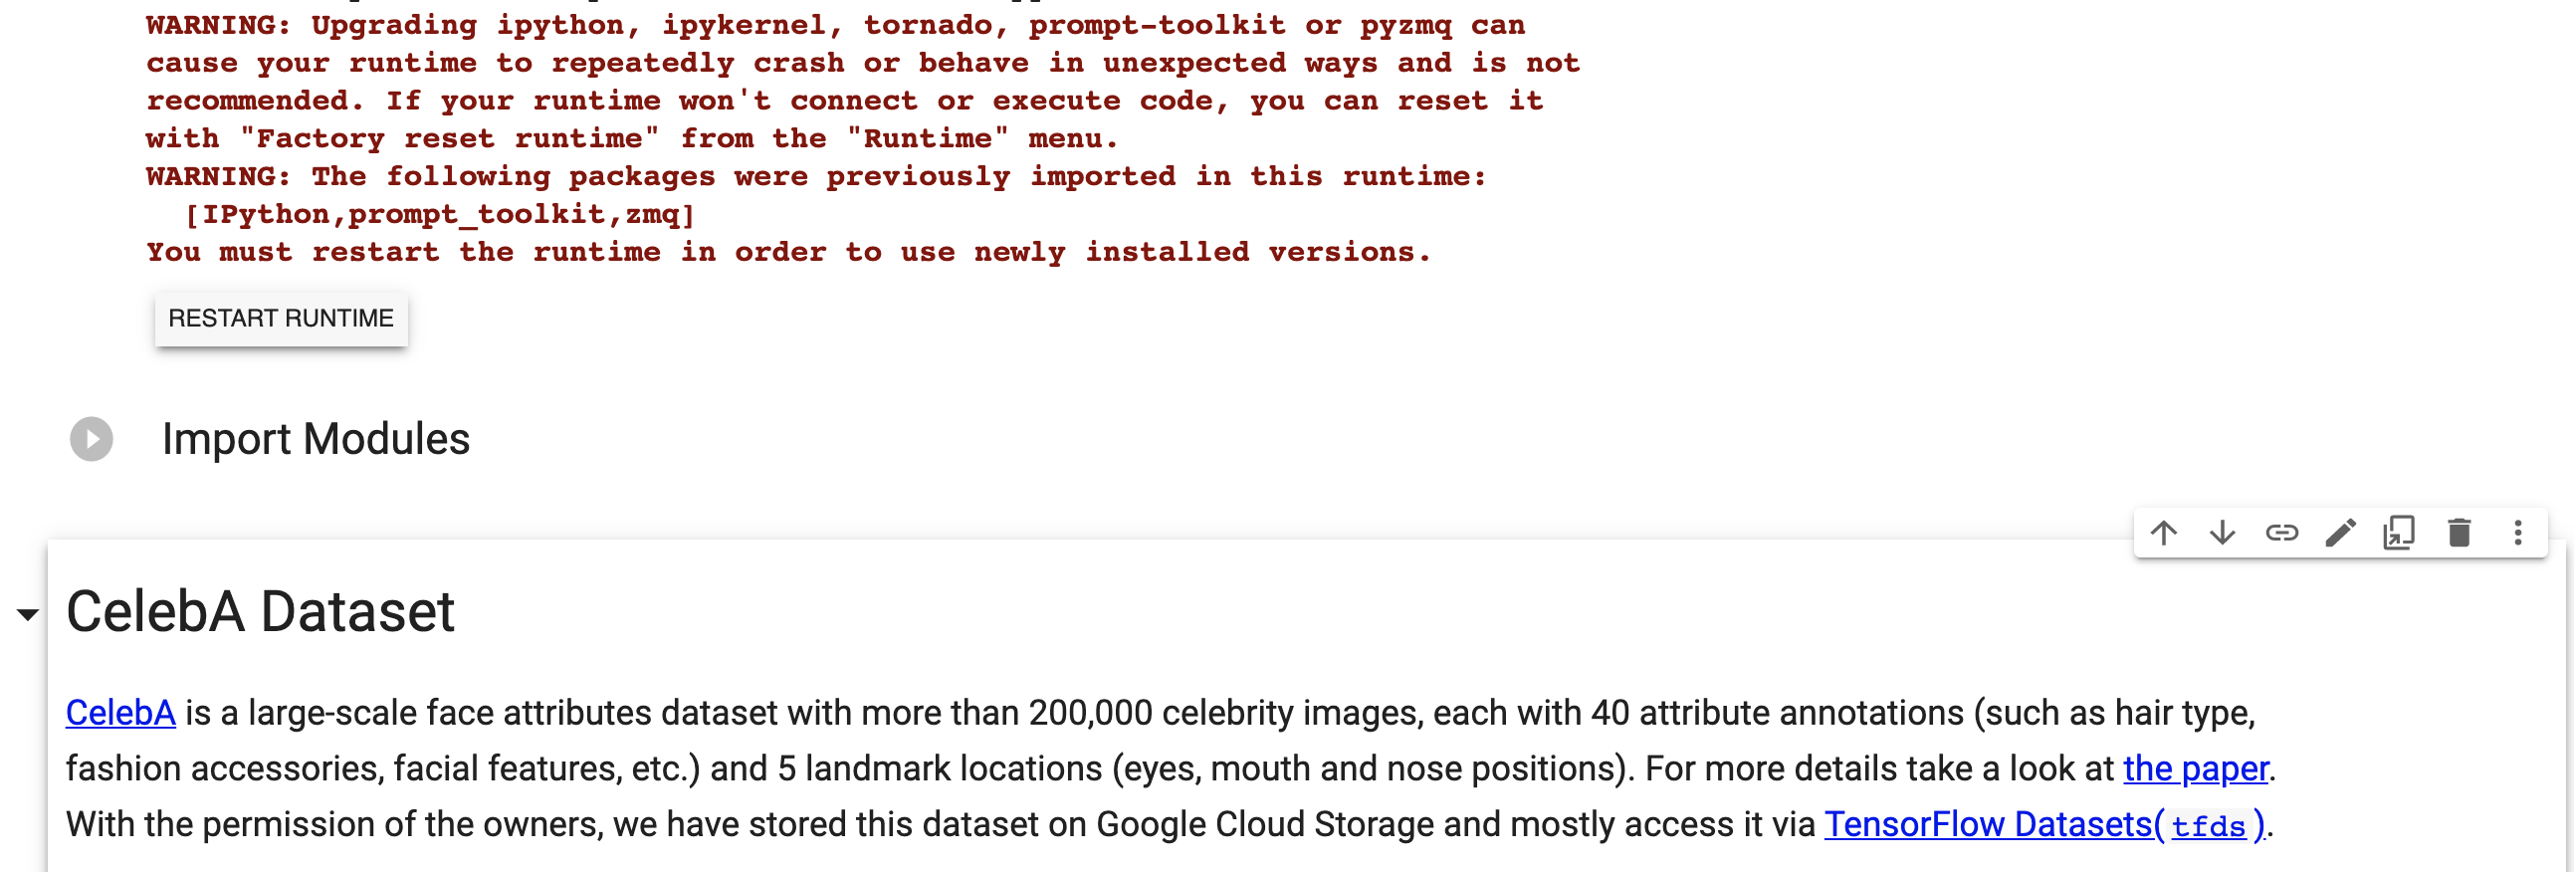 WARNING: Upgrading ipython, ipykernel, tornado, prompt-toolkit or pyzmq can
cause your runtime to repeatedly crash or behave in unexpected ways and is not
recommended. If your runtime won't connect or execute code, you can reset it
with "Factory reset runtime" from the "Runtime" menu.
WARNING: The following packages were previously imported in this runtime:
[IPython,prompt_toolkit,zmq]
You must restart the runtime in order to use newly installed versions.
RESTART RUNTIME
Import Modules
CelebA Dataset
CelebA is a large-scale face attributes dataset with more than 200,000 celebrity images, each with 40 attribute annotations (such as hair type,
fashion accessories, facial features, etc.) and 5 landmark locations (eyes, mouth and nose positions). For more details take a look at the paper.
With the permission of the owners, we have stored this dataset on Google Cloud Storage and mostly access it via TensorFlow Datasets(tfds).